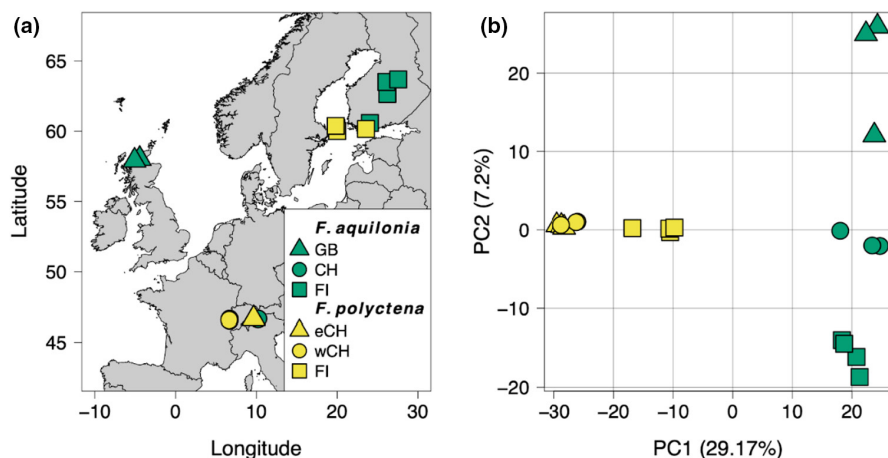 (a)
65
60
55
50
45
Latitude
−10
0
10
20
30
Longitude
F. aquilonia
GB
CH
FI
F. polyctena
eCH
wCH
FI
(b)
20
10
0
−10
−20
PC2 (7.2%)
−30
−20
−10
0
10
20
PC1 (29.17%)